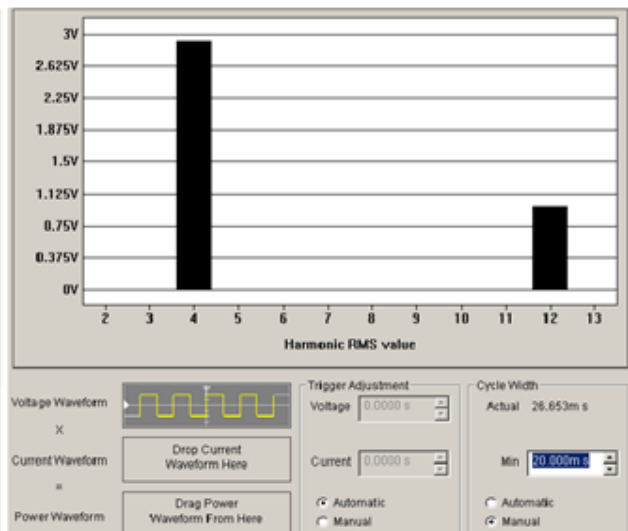 3V
2.625V
2.25V
1.875V
1.5V
1.125V
0.75V
0.375V
0V
2 3 4 5 6 7 8 9 10 11 12 13
Harmonic RMS value
Voltage Waveform
X
Current Waveform
=
Power Waveform
Drop Current
Waveform Here
Drag Power
Waveform From Here
Trigger Adjustment
Voltage 0.0000 s
Current 0.0000 s
Automatic
Manual
Cycle Width
Actual 26.653m s
Min 20.000m s
Automatic
Manual